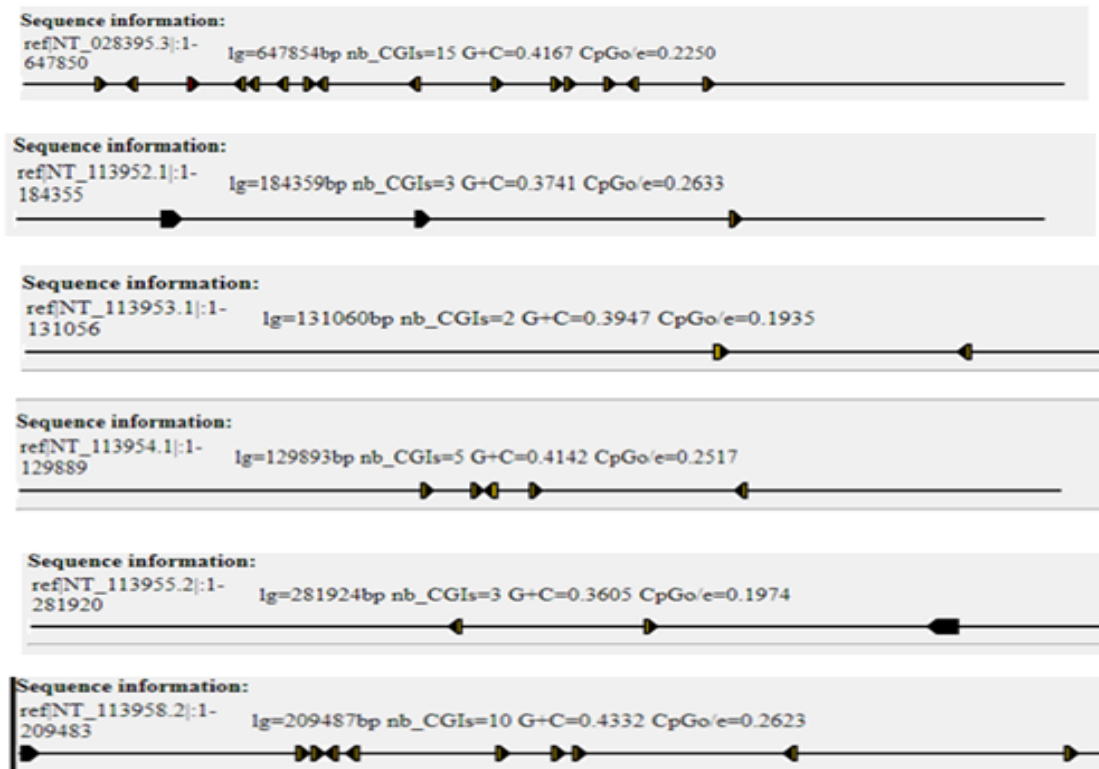 Sequence information:
ref|NT_028395.3|:1-
647850
lg=647854bp nb_CGIs=15 G+C=0.4167 CpGo/e=0.2250
Sequence information:
ref|NT_113952.1|:1-
184355
lg=184359bp nb_CGIs=3 G+C=0.3741 CpGo/e=0.2633
Sequence information:
ref|NT_113953.1|:1-
131056
lg=131060bp nb_CGIs=2 G+C=0.3947 CpGo/e=0.1935
Sequence information:
ref|NT_113954.1|:1-
129889
lg=129893bp nb_CGIs=5 G+C=0.4142 CpGo/e=0.2517
Sequence information:
ref|NT_113955.2|:1-
281920
lg=281924bp nb_CGIs=3 G+C=0.3605 CpGo/e=0.1974
Sequence information:
ref|NT_113958.2|:1-
209483
lg=209487bp nb_CGIs=10 G+C=0.4332 CpGo/e=0.2623